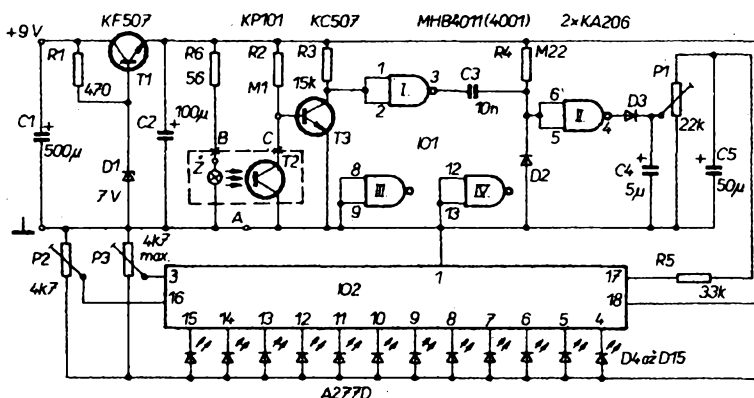 KF507 KP101 KC507 MHB4011(4001) 2×KA206
+9V
R1
470
T1
R6
56
R2
M1
R3
15k
R4
M22
1
2
I.
3
C3
10n
6
5
II
4
D3
P1
22k
C1
500μ
C2
100μ
D1
7V
B
C
Ž
T2
T3
IO1
D2
C4
5μ
C5
50μ
8
9
III
12
13
IV
A
P2
4k7
P3
4k7
max.
3
16
IO2
1
17
18
R5
33k
15 14 13 12 11 10 9 8 7 6 5 4
D4 až D15
A277D